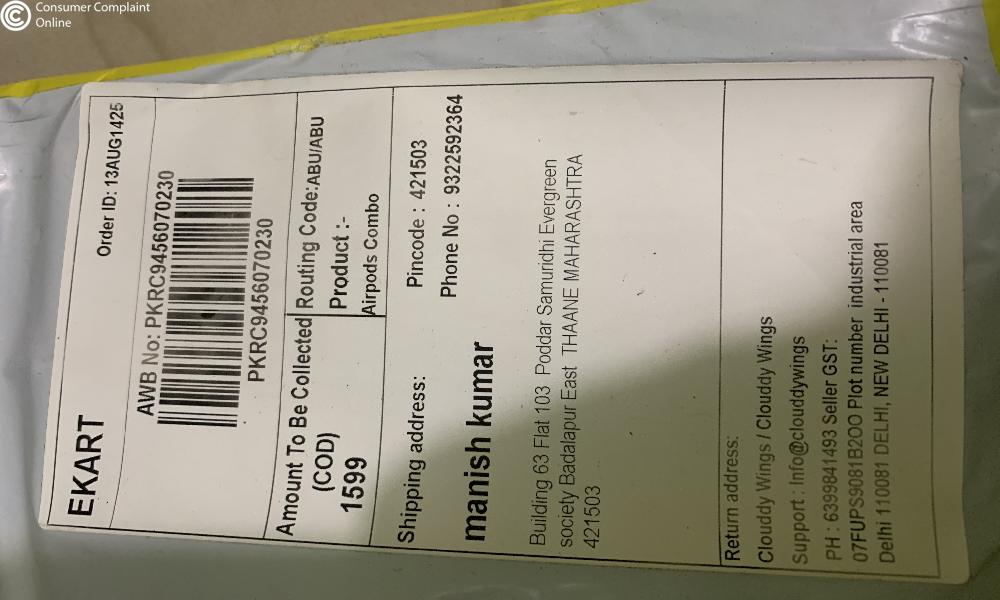 Consumer Complaint
Online
EKART
Order ID: 13AUG1425
AWB No: PKRC9456070230
PKRC9456070230
Amount To Be Collected
(COD)
1599
Routing Code:ABU/ABU
Product :-
Airpods Combo
Shipping address:
Pincode : 421503
manish kumar
Phone No : 9322592364
Building 63 Flat 103 Poddar Samuridhi Evergreen
society Badalapur East THAANE MAHARASHTRA
421503
Return address:
Clouddy Wings / Clouddy Wings
Support : Info@clouddywings
PH : 6399841493 Seller GST:
07FUPS9081B2OO Plot number industrial area
Delhi 110081 DELHI, NEW DELHI - 110081